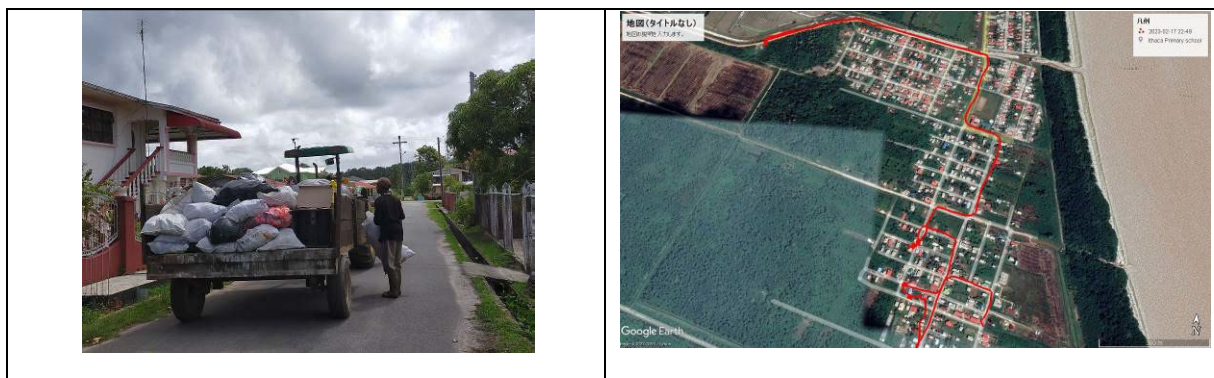 地図(タイトルなし)
地図の説明を入力します。
凡例
2023-02-17 22:49
Ithaca Primary school
Google Earth
N